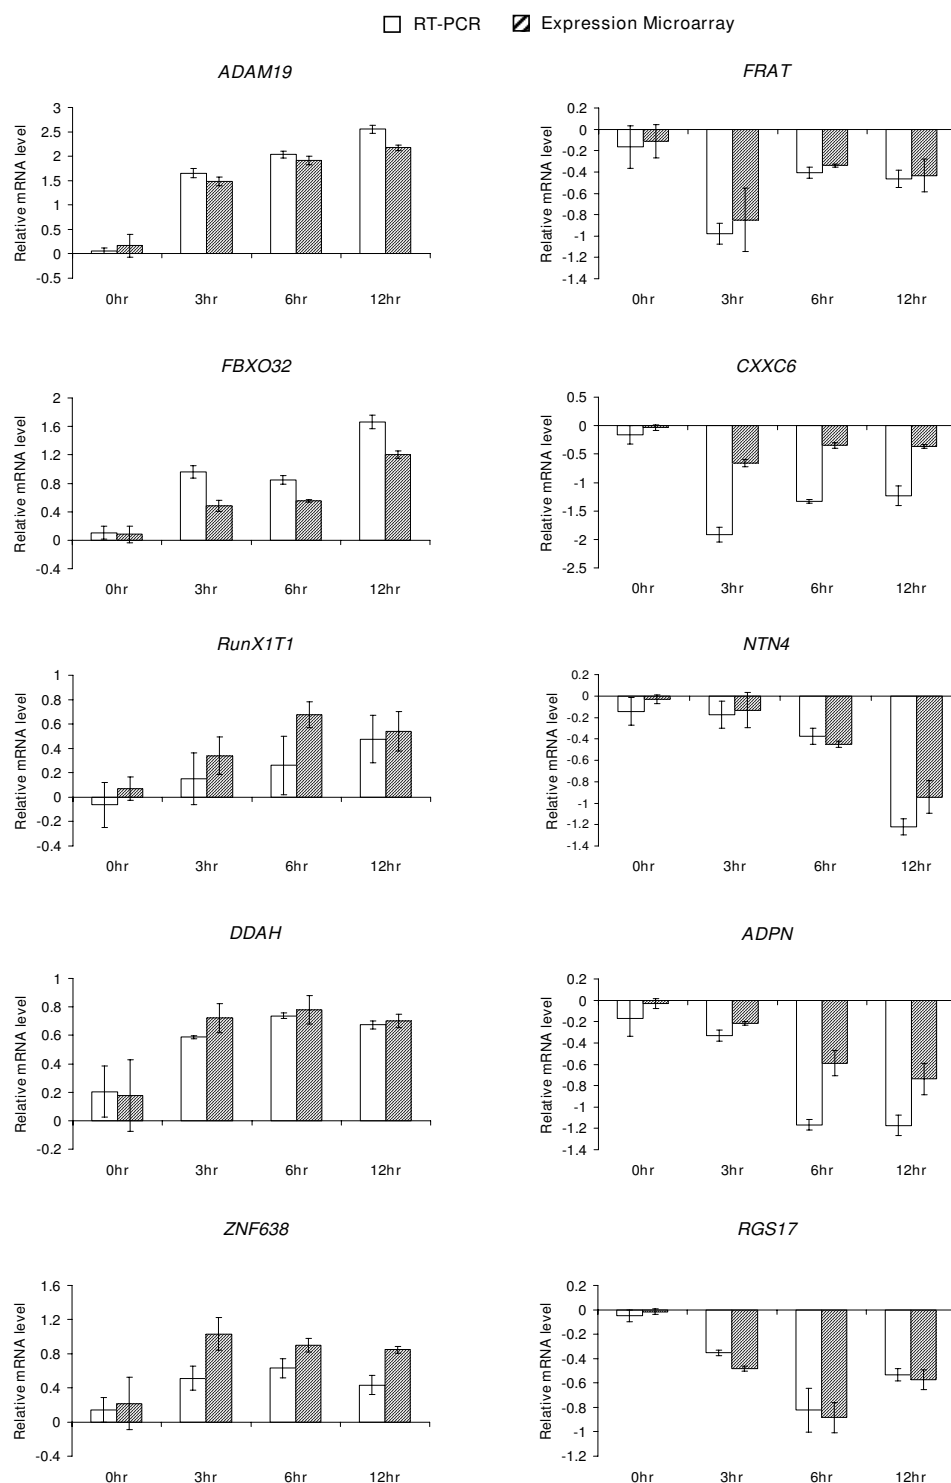 RT-PCR Expression Microarray
ADAM19
Relative mRNA level
3
2.5
2
1.5
1
0.5
0
-0.5
0hr 3hr 6hr 12hr
FRAT
Relative mRNA level
0.2
0
-0.2
-0.4
-0.6
-0.8
-1
-1.2
-1.4
0hr 3hr 6hr 12hr
FBXO32
Relative mRNA level
2
1.6
1.2
0.8
0.4
0
-0.4
0hr 3hr 6hr 12hr
CXXC6
Relative mRNA level
0.5
0
-0.5
-1
-1.5
-2
-2.5
0hr 3hr 6hr 12hr
RunX1T1
Relative mRNA level
1
0.8
0.6
0.4
0.2
0
-0.2
-0.4
0hr 3hr 6hr 12hr
NTN4
Relative mRNA level
0.2
0
-0.2
-0.4
-0.6
-0.8
-1
-1.2
-1.4
0hr 3hr 6hr 12hr
DDAH
Relative mRNA level
1
0.8
0.6
0.4
0.2
0
-0.2
0hr 3hr 6hr 12hr
ADPN
Relative mRNA level
0.2
0
-0.2
-0.4
-0.6
-0.8
-1
-1.2
-1.4
0hr 3hr 6hr 12hr
ZNF638
Relative mRNA level
1.6
1.2
0.8
0.4
0
-0.4
0hr 3hr 6hr 12hr
RGS17
Relative mRNA level
0.2
0
-0.2
-0.4
-0.6
-0.8
-1
-1.2
0hr 3hr 6hr 12hr